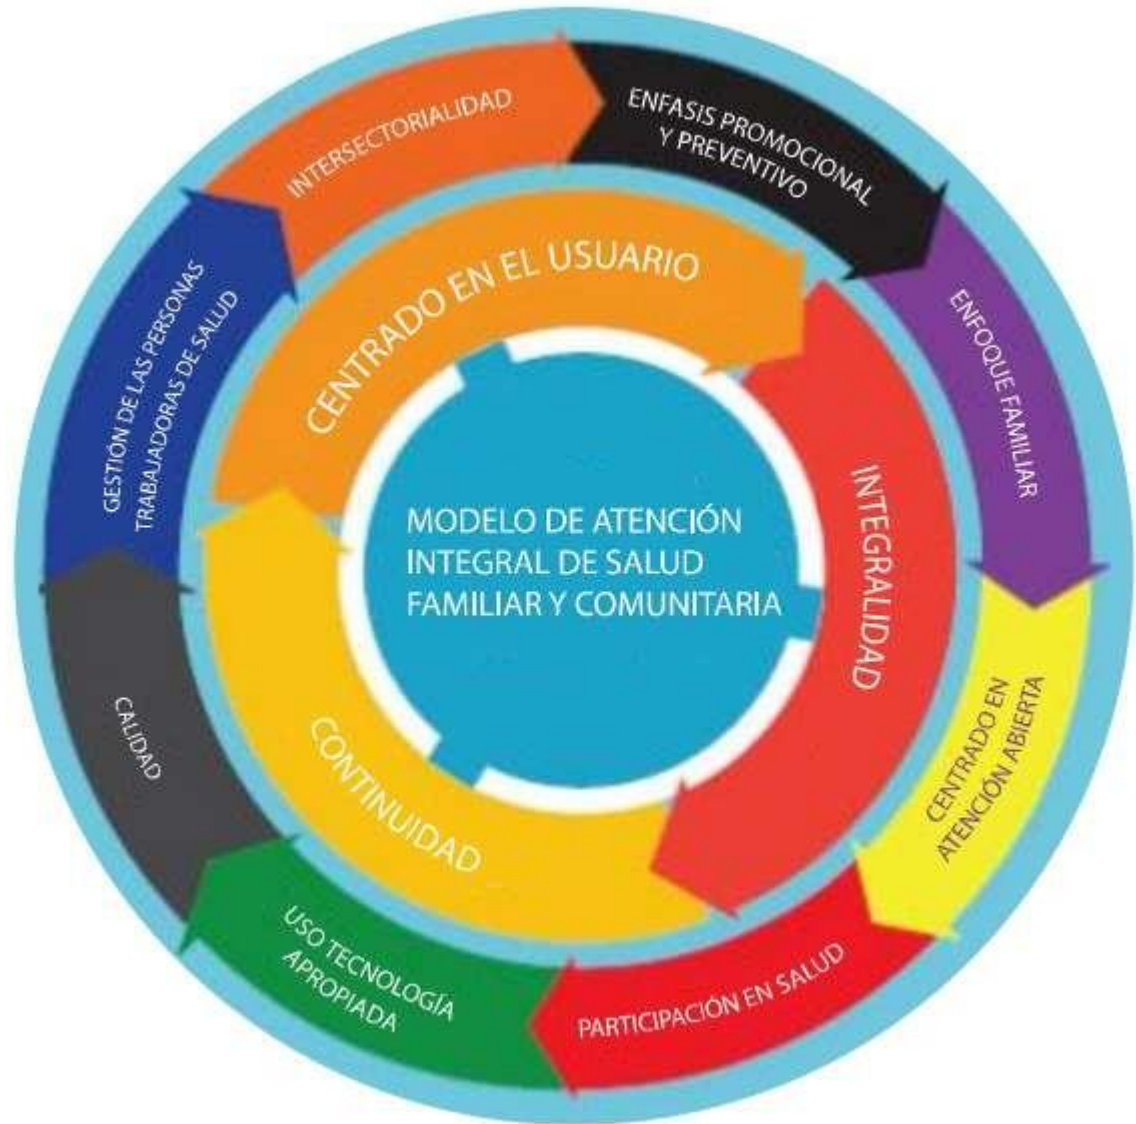 MODELO DE ATENCIÓN
INTEGRAL DE SALUD
FAMILIAR Y COMUNITARIA
CENTRADO EN EL USUARIO
INTEGRALIDAD
CONTINUIDAD
INTERSECTORIALIDAD
ENFASIS PROMOCIONAL
Y PREVENTIVO
ENFOQUE FAMILIAR
CENTRADO EN
ATENCIÓN ABIERTA
PARTICIPACIÓN EN SALUD
USO TECNOLOGÍA
APROPIADA
CALIDAD
GESTIÓN DE LAS PERSONAS
TRABAJADORAS DE SALUD